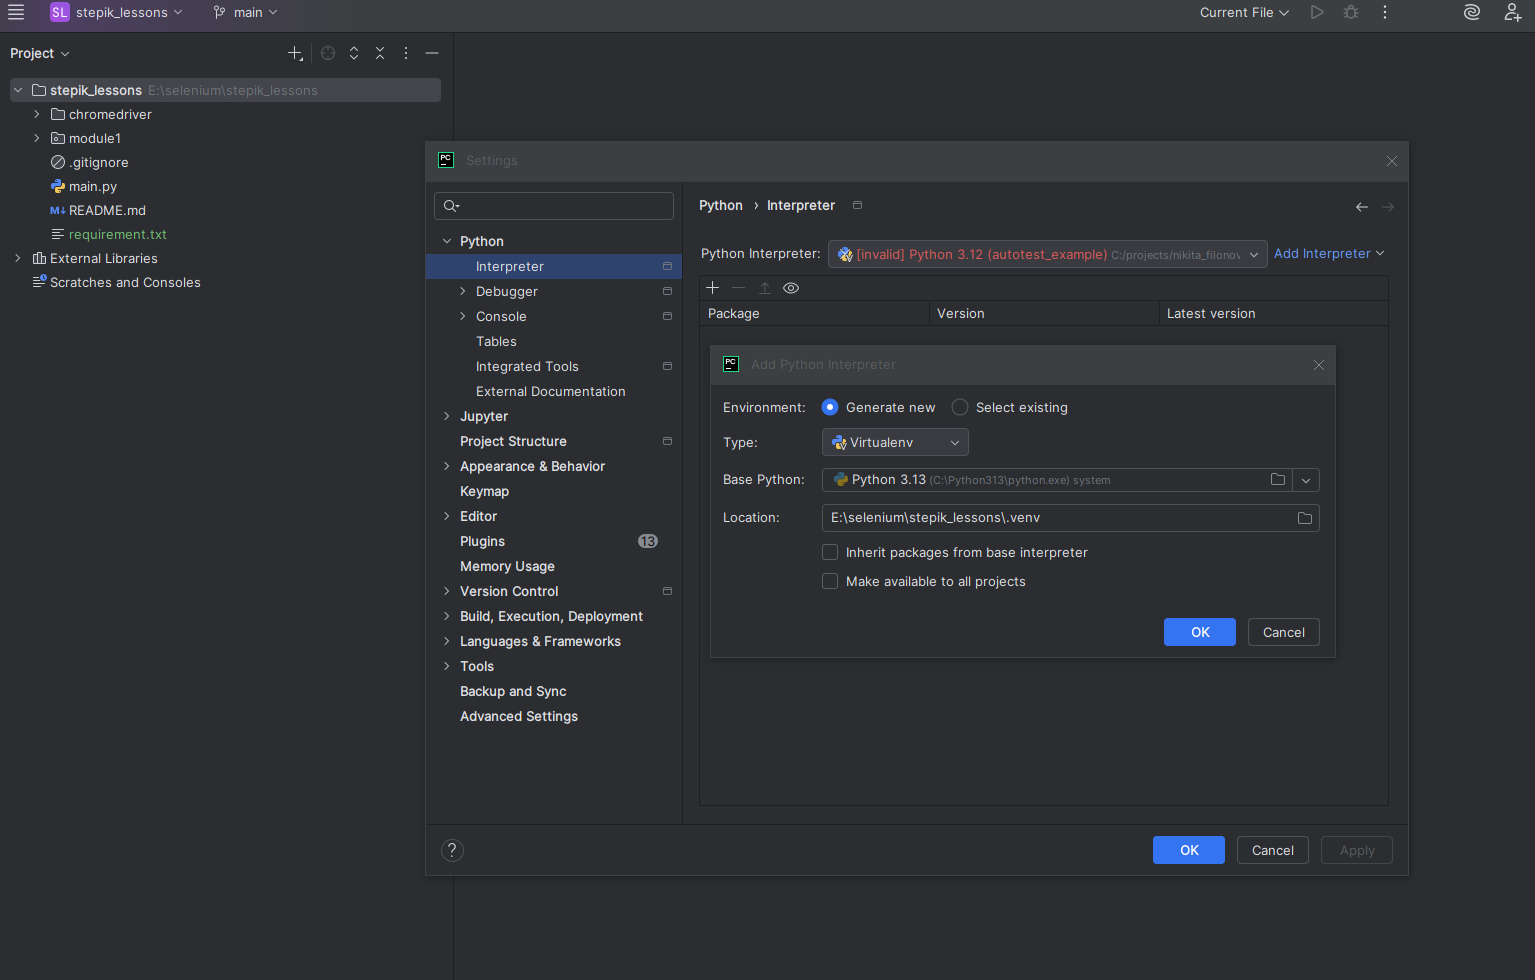 SL stepik_lessons main Current File
Project
stepik_lessons E:\selenium\stepik_lessons
chromedriver
module1
.gitignore
main.py
M↓ README.md
requirement.txt
External Libraries
Scratches and Consoles
PC Settings
Python
Interpreter
Debugger
Console
Tables
Integrated Tools
External Documentation
Jupyter
Project Structure
Appearance & Behavior
Keymap
Editor
Plugins 13
Memory Usage
Version Control
Build, Execution, Deployment
Languages & Frameworks
Tools
Backup and Sync
Advanced Settings
Python › Interpreter
Python Interpreter: [invalid] Python 3.12 (autotest_example) C:/projects/nikita_filonov Add Interpreter
Package Version Latest version
PC Add Python Interpreter
Environment: Generate new Select existing
Type: Virtualenv
Base Python: Python 3.13 (C:\Python313\python.exe) system
Location: E:\selenium\stepik_lessons\.venv
Inherit packages from base interpreter
Make available to all projects
OK Cancel
? OK Cancel Apply